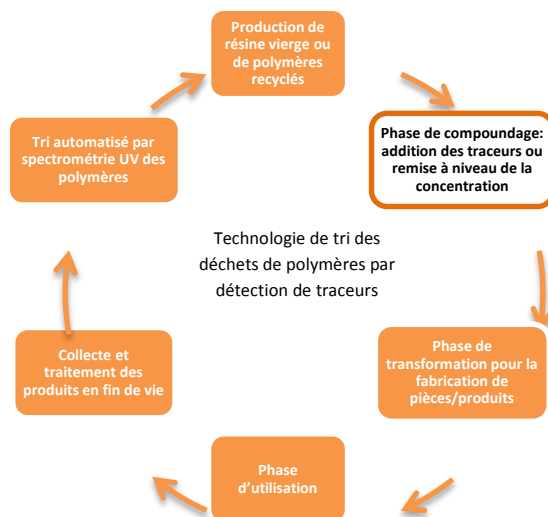 Production de
résine vierge ou
de polymères
recyclés
Phase de compoundage:
addition des traceurs ou
remise à niveau de la
concentration
Phase de
transformation pour la
fabrication de
pièces/produits
Phase
d'utilisation
Collecte et
traitement des
produits en fin de vie
Tri automatisé par
spectrométrie UV des
polymères
Technologie de tri des
déchets de polymères par
détection de traceurs